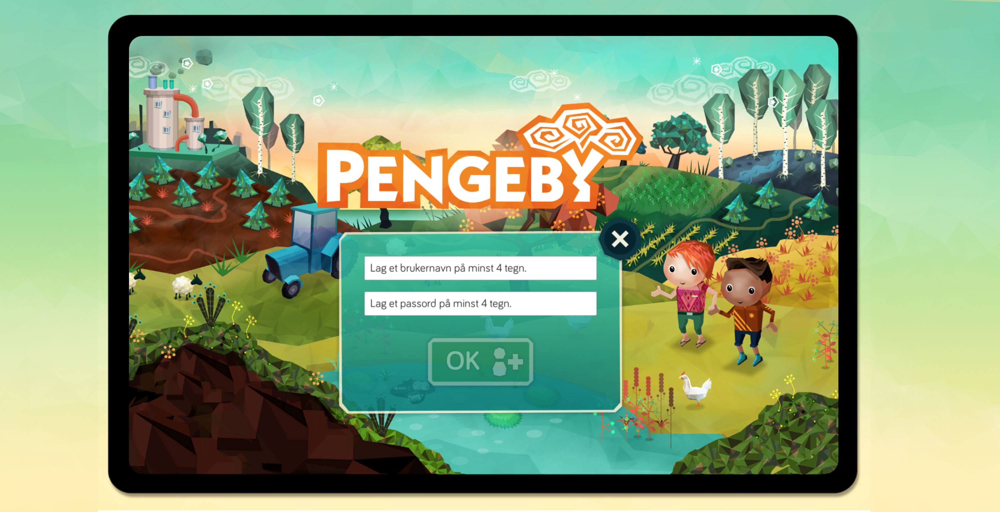 PENGEBY
Lag et brukernavn på minst 4 tegn.
Lag et passord på minst 4 tegn.
OK